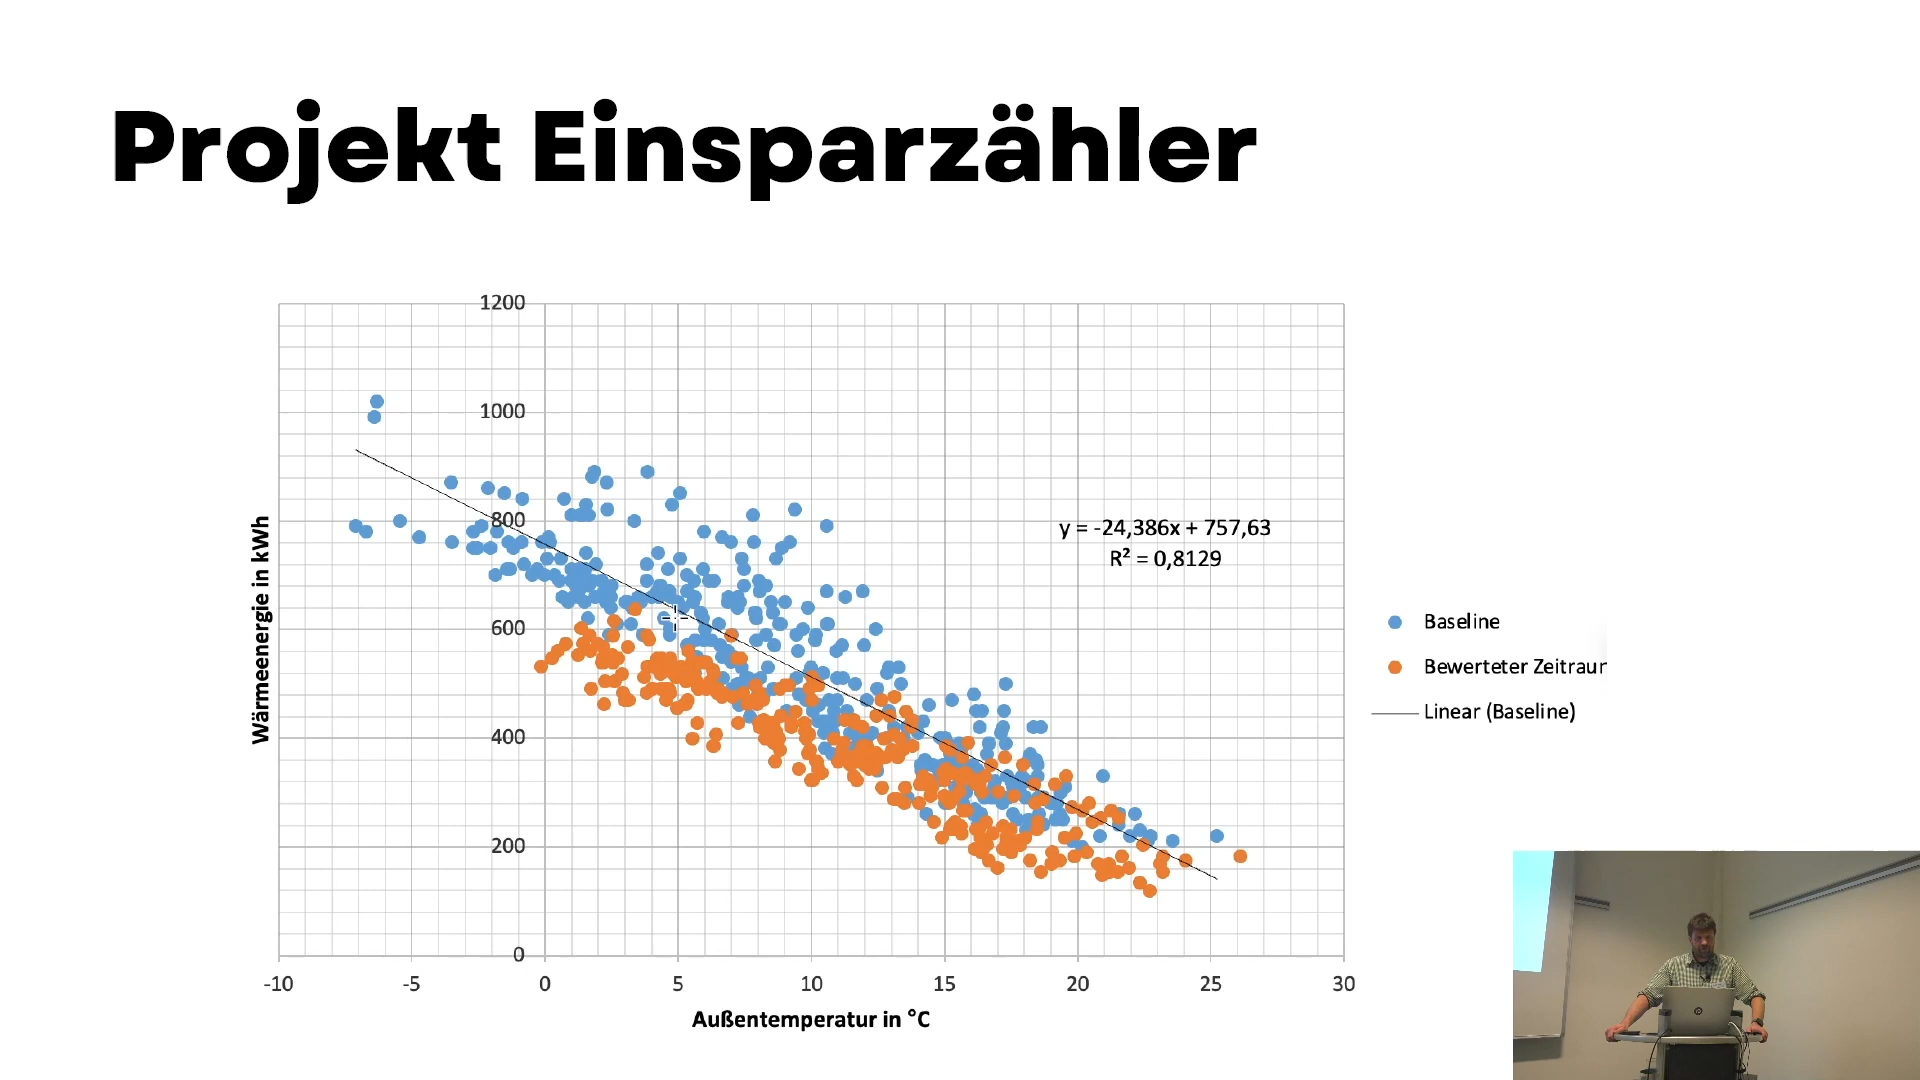 Projekt Einsparzähler
1200
1000
800
600
400
200
0
-10 -5 0 5 10 15 20 25 30
Wärmeenergie in kWh
Außentemperatur in °C
y = -24,386x + 757,63
R² = 0,8129
Baseline
Bewerteter Zeitraur
Linear (Baseline)